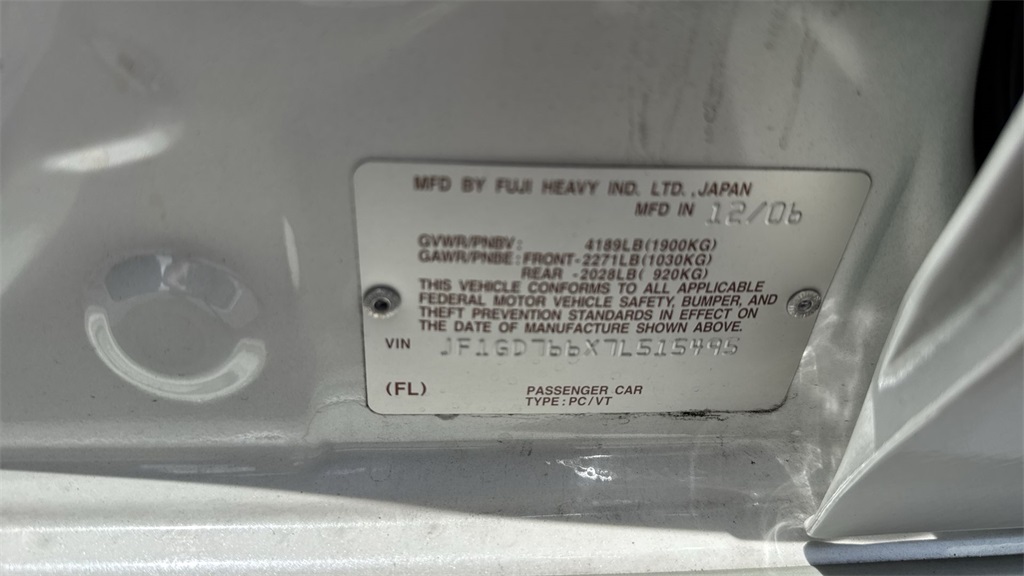 MFD BY FUJI HEAVY IND. LTD., JAPAN
MFD IN 12/06
GVWR/PNBV: 4189LB(1900KG)
GAWR/PNBE: FRONT-2271LB(1030KG)
REAR -2028LB( 920KG)
THIS VEHICLE CONFORMS TO ALL APPLICABLE
FEDERAL MOTOR VEHICLE SAFETY, BUMPER, AND
THEFT PREVENTION STANDARDS IN EFFECT ON
THE DATE OF MANUFACTURE SHOWN ABOVE.
VIN JF1GD766X7L515495
(FL) PASSENGER CAR
TYPE: PC/VT